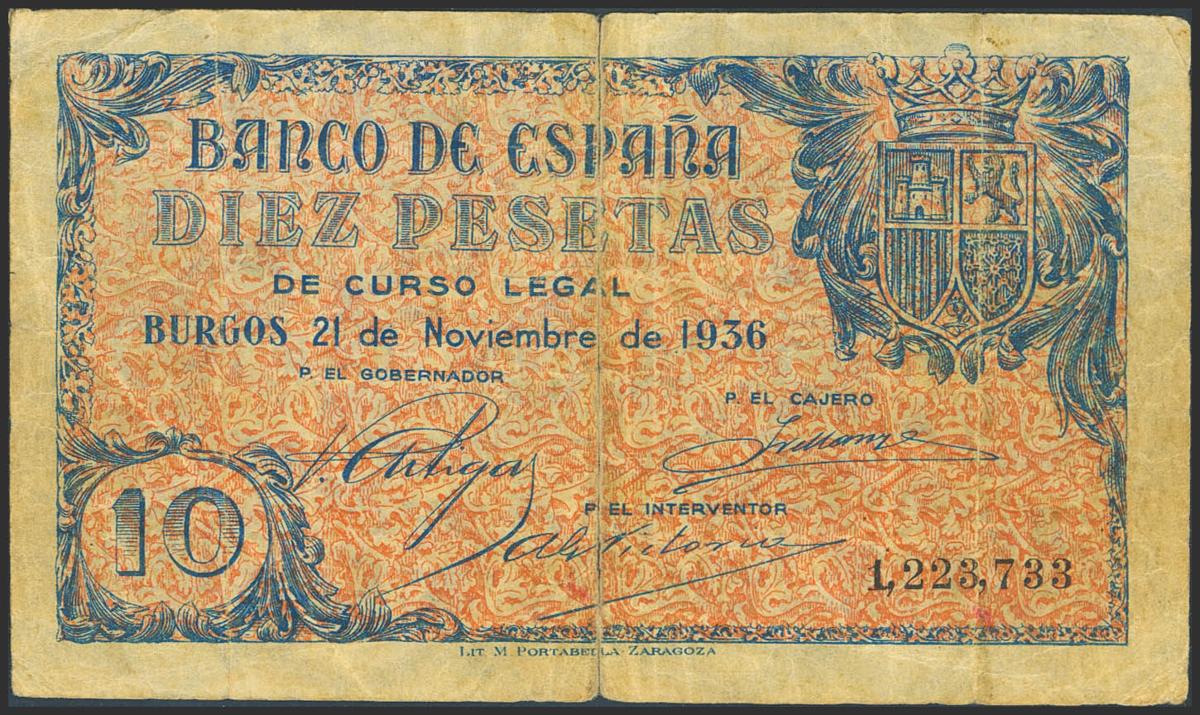 BANCO DE ESPAÑA
DIEZ PESETAS
DE CURSO LEGAL
BURGOS 21 de Noviembre de 1936
P. EL GOBERNADOR
P. EL CAJERO
P EL INTERVENTOR
10
1,223,733
LIT M PORTABELLA-ZARAGOZA